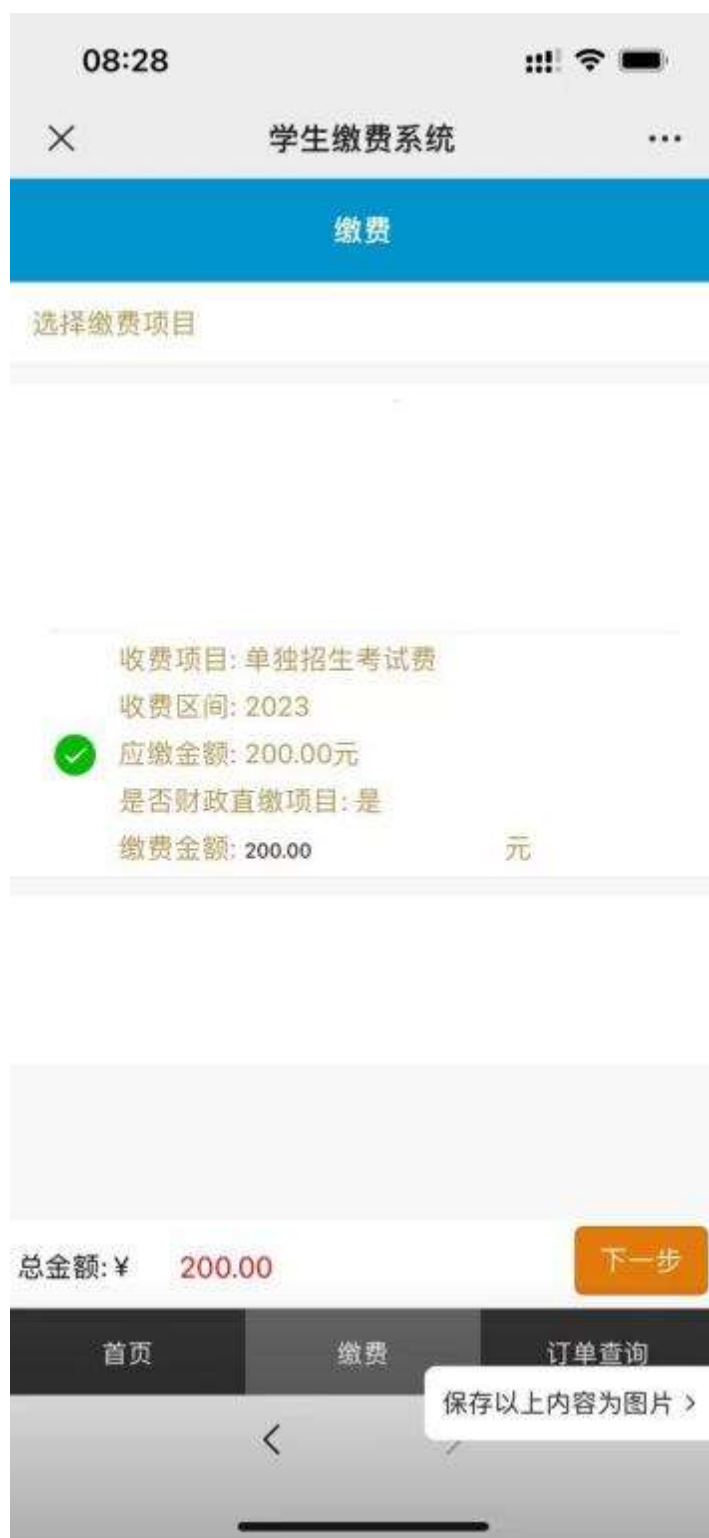 08:28
学生缴费系统
缴费
选择缴费项目
收费项目: 单独招生考试费
收费区间: 2023
应缴金额: 200.00元
是否财政直缴项目: 是
缴费金额: 200.00 元
总金额: ¥ 200.00
下一步
首页 缴费 订单查询
保存以上内容为图片 >